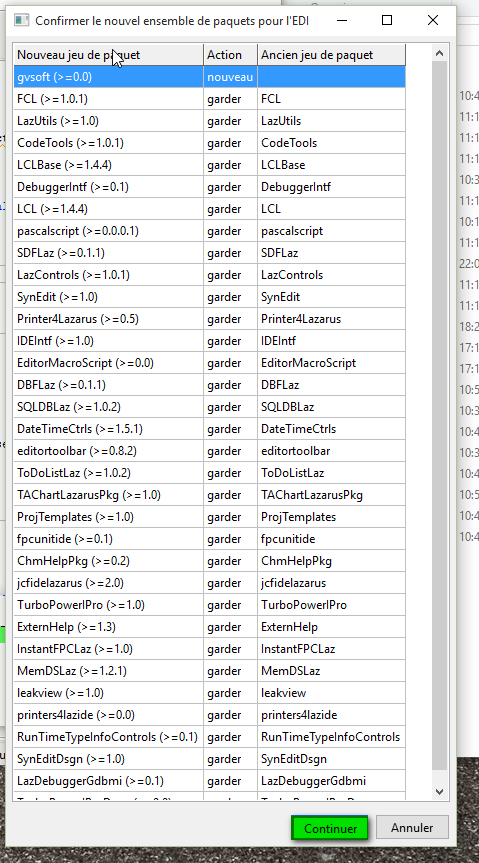 Confirmer le nouvel ensemble de paquets pour l'EDI
Nouveau jeu de paquet Action Ancien jeu de paquet
gvsoft (>=0.0) nouveau
FCL (>=1.0.1) garder FCL
LazUtils (>=1.0) garder LazUtils
CodeTools (>=1.0.1) garder CodeTools
LCLBase (>=1.4.4) garder LCLBase
DebuggerIntf (>=0.1) garder DebuggerIntf
LCL (>=1.4.4) garder LCL
pascalscript (>=0.0.0.1) garder pascalscript
SDFLaz (>=0.1.1) garder SDFLaz
LazControls (>=1.0.1) garder LazControls
SynEdit (>=1.0) garder SynEdit
Printer4Lazarus (>=0.5) garder Printer4Lazarus
IDEIntf (>=1.0) garder IDEIntf
EditorMacroScript (>=0.0) garder EditorMacroScript
DBFLaz (>=0.1.1) garder DBFLaz
SQLDBLaz (>=1.0.2) garder SQLDBLaz
DateTimeCtrls (>=1.5.1) garder DateTimeCtrls
editortoolbar (>=0.8.2) garder editortoolbar
ToDoListLaz (>=1.0.2) garder ToDoListLaz
TAChartLazarusPkg (>=1.0) garder TAChartLazarusPkg
ProjTemplates (>=1.0) garder ProjTemplates
fpcunitide (>=0.1) garder fpcunitide
ChmHelpPkg (>=0.2) garder ChmHelpPkg
jcfidelazarus (>=2.0) garder jcfidelazarus
TurboPowerIPro (>=1.0) garder TurboPowerIPro
ExternHelp (>=1.3) garder ExternHelp
InstantFPCLaz (>=1.0) garder InstantFPCLaz
MemDSLaz (>=1.2.1) garder MemDSLaz
leakview (>=1.0) garder leakview
printers4lazide (>=0.0) garder printers4lazide
RunTimeTypeInfoControls (>=0.1) garder RunTimeTypeInfoControls
SynEditDsgn (>=1.0) garder SynEditDsgn
LazDebuggerGdbmi (>=0.1) garder LazDebuggerGdbmi
Continuer Annuler